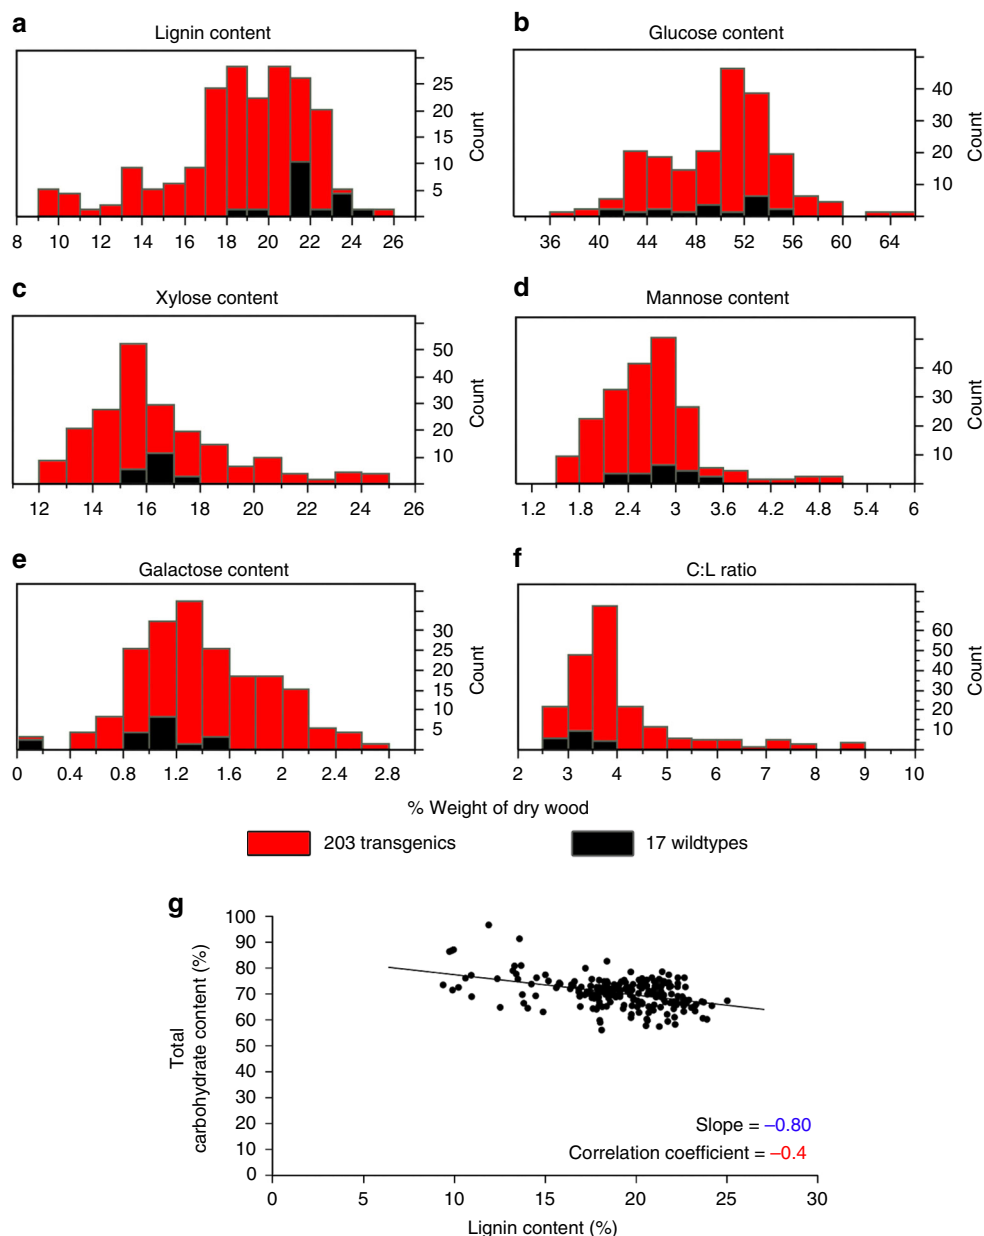 a
Lignin content
25
20
15
10
5
Count
8 10 12 14 16 18 20 22 24 26
b
Glucose content
40
30
20
10
Count
36 40 44 48 52 56 60 64
c
Xylose content
50
40
30
20
10
Count
12 14 16 18 20 22 24 26
d
Mannose content
40
30
20
10
Count
1.2 1.8 2.4 3 3.6 4.2 4.8 5.4 6
e
Galactose content
30
25
20
15
10
5
Count
0 0.4 0.8 1.2 1.6 2 2.4 2.8
f
C:L ratio
60
50
40
30
20
10
Count
2 3 4 5 6 7 8 9 10
% Weight of dry wood
203 transgenics
17 wildtypes
g
Total
carbohydrate content (%)
100
90
80
70
60
50
40
30
20
10
0
Slope = –0.80
Correlation coefficient = –0.4
0 5 10 15 20 25 30
Lignin content (%)